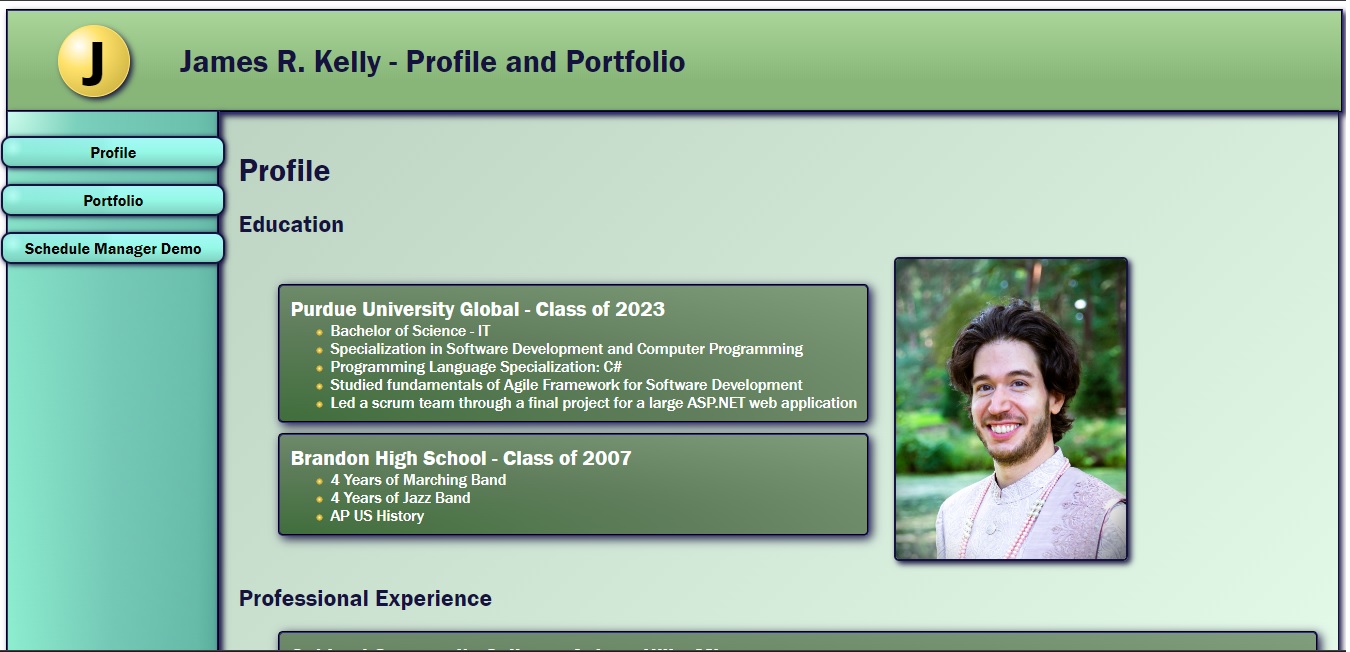 J
James R. Kelly - Profile and Portfolio
Profile
Portfolio
Schedule Manager Demo
Profile
Education
Purdue University Global - Class of 2023
Bachelor of Science - IT
Specialization in Software Development and Computer Programming
Programming Language Specialization: C#
Studied fundamentals of Agile Framework for Software Development
Led a scrum team through a final project for a large ASP.NET web application
Brandon High School - Class of 2007
4 Years of Marching Band
4 Years of Jazz Band
AP US History
Professional Experience